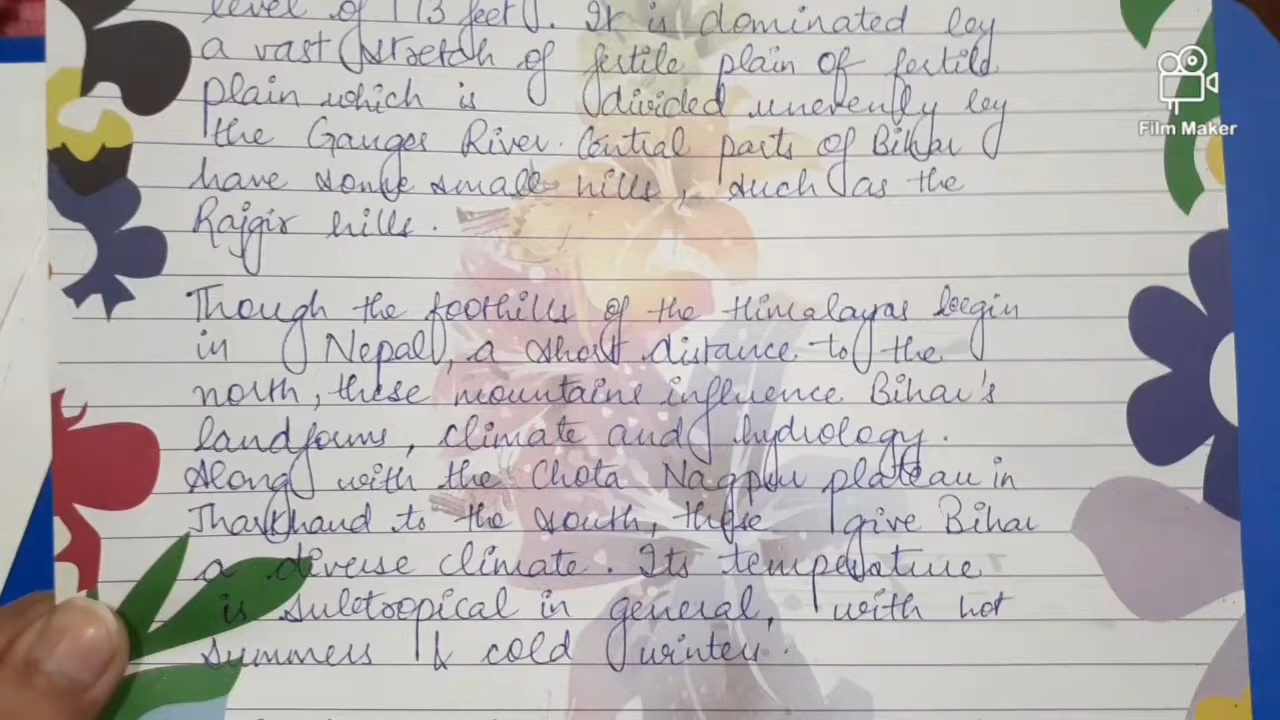 level of 173 feet). It is dominated by
a vast stretch of fertile plain of fertile
plain which is divided unevenly by
the Ganges River. Central parts of Bihar
have some small hills, such as the
Rajgir hills.
Though the foothills of the Himalayas begin
in Nepal, a short distance to the
north, these mountains influence Bihar's
landforms, climate and hydrology.
Along with the Chota Nagpur plateau in
Jharkhand to the south, these give Bihar
a diverse climate. Its temperature
is subtropical in general, with hot
summers & cold winters.
Film Maker